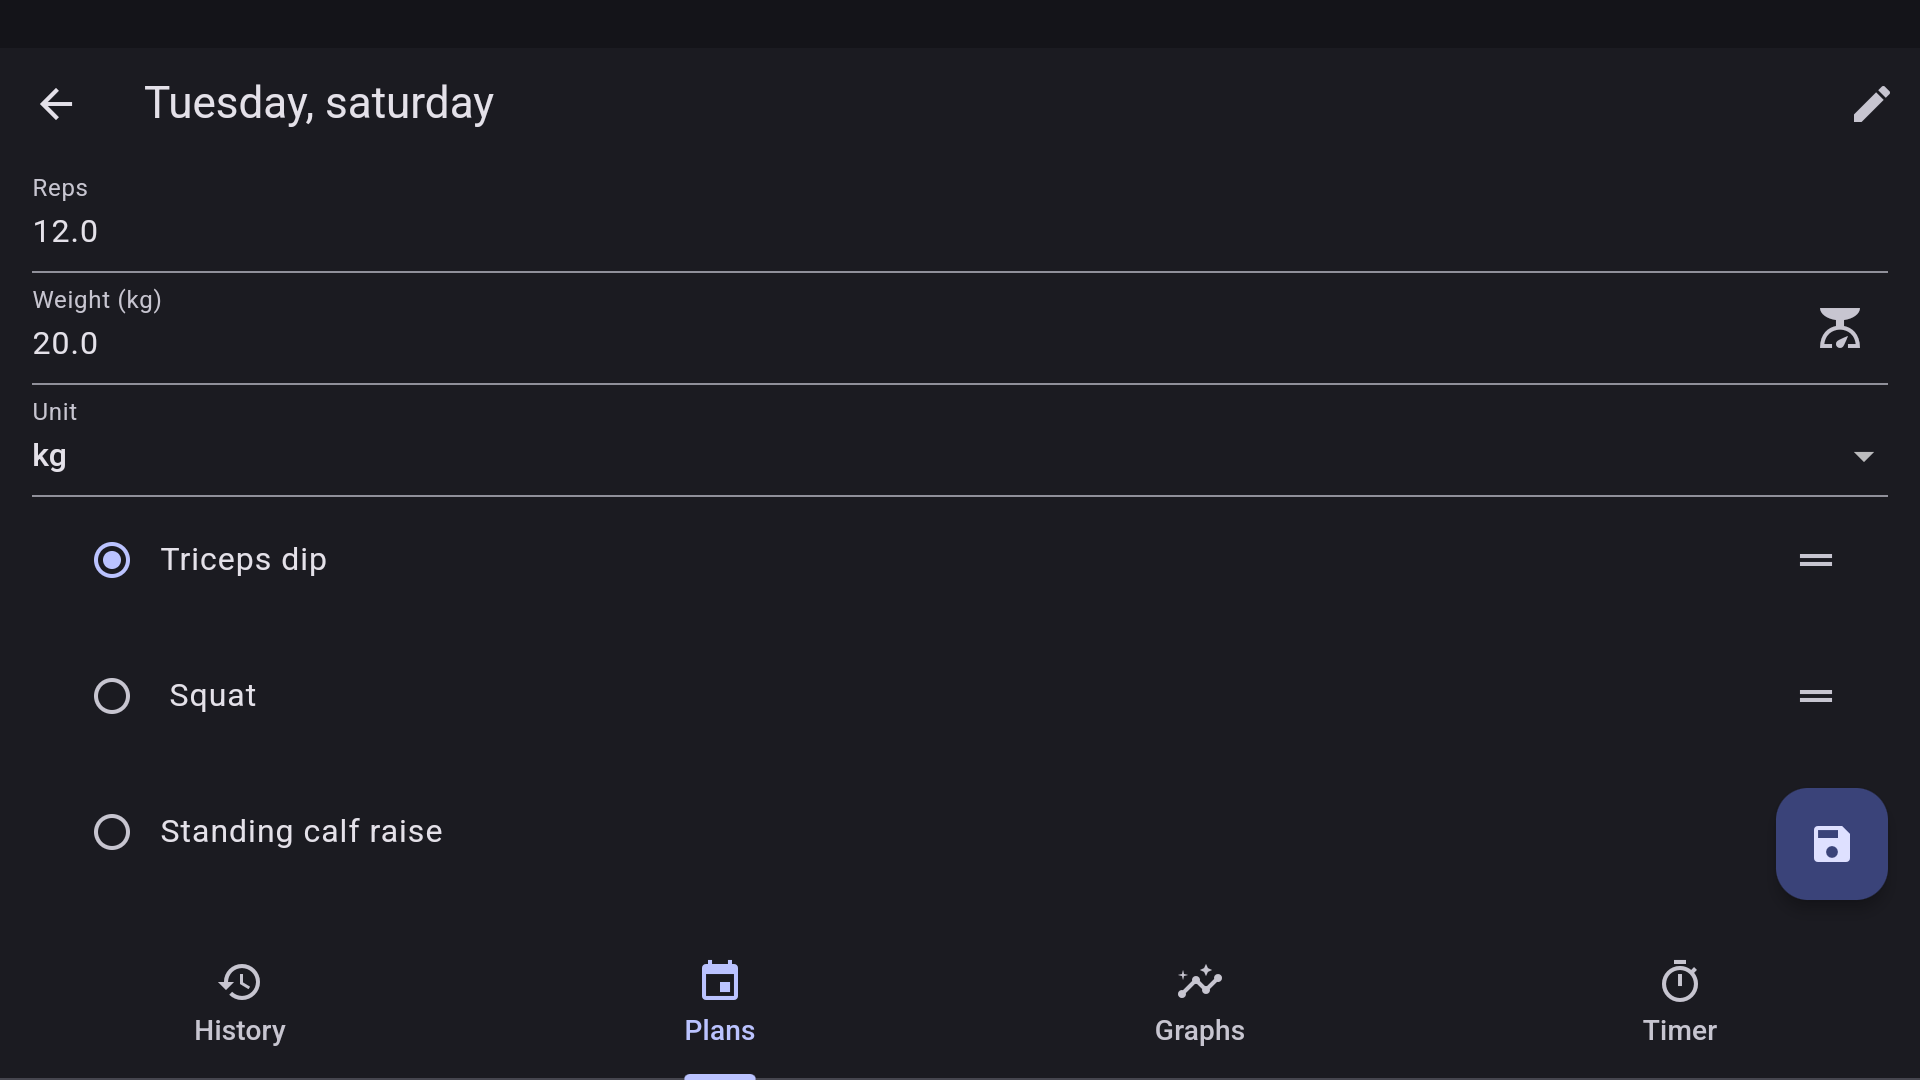 Tuesday, saturday
Reps
12.0
Weight (kg)
20.0
Unit
kg
Triceps dip
Squat
Standing calf raise
History
Plans
Graphs
Timer